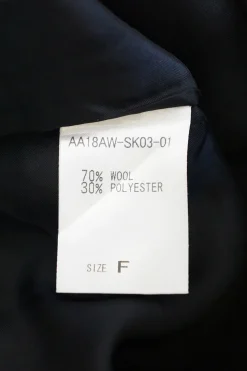 AA18AW-SK03-01
70% WOOL
30% POLYESTER
SIZE F